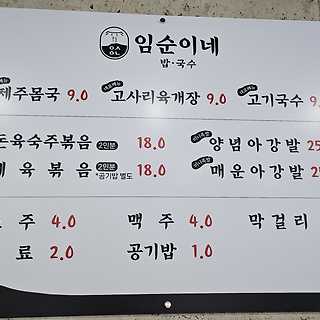 임순이네
밥·국수
제주몸국 9.0 고사리육개장 9.0 고기국수 9.
돈육숙주볶음 2인분 18.0 양념아강발 25
제육볶음 2인분 *공기밥 별도 18.0 매운아강발 2
주 4.0 맥주 4.0 막걸리
료 2.0 공기밥 1.0